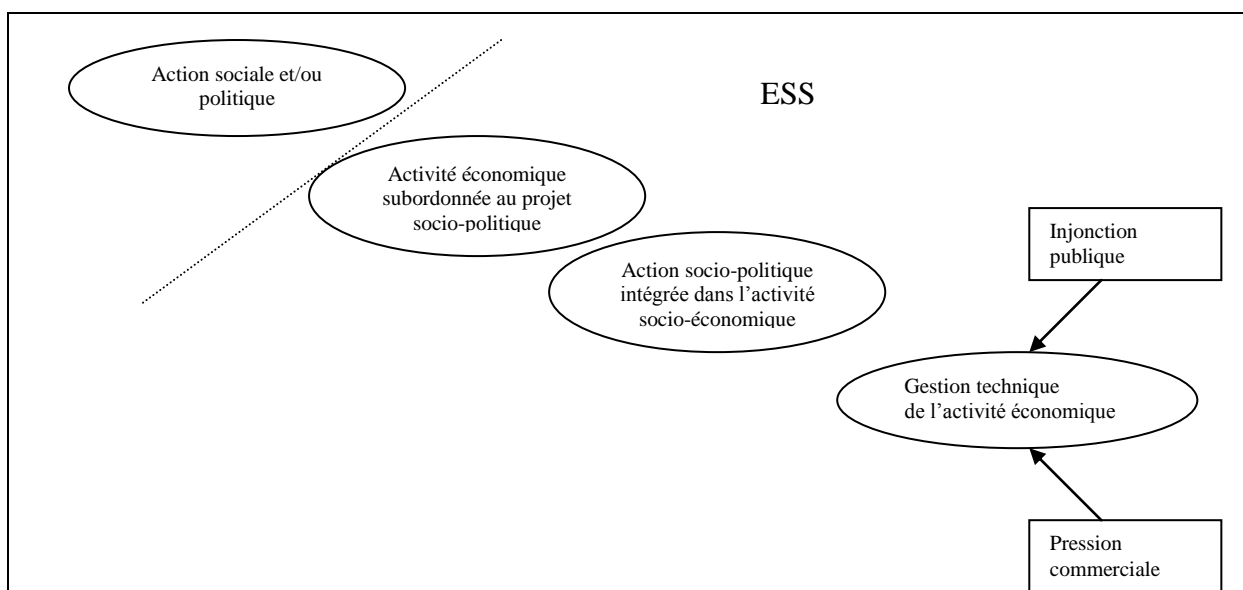 Action sociale et/ou
politique
ESS
Activité économique
subordonnée au projet
socio-politique
Injonction
publique
Action socio-politique
intégrée dans l’activité
socio-économique
Gestion technique
de l’activité économique
Pression
commerciale